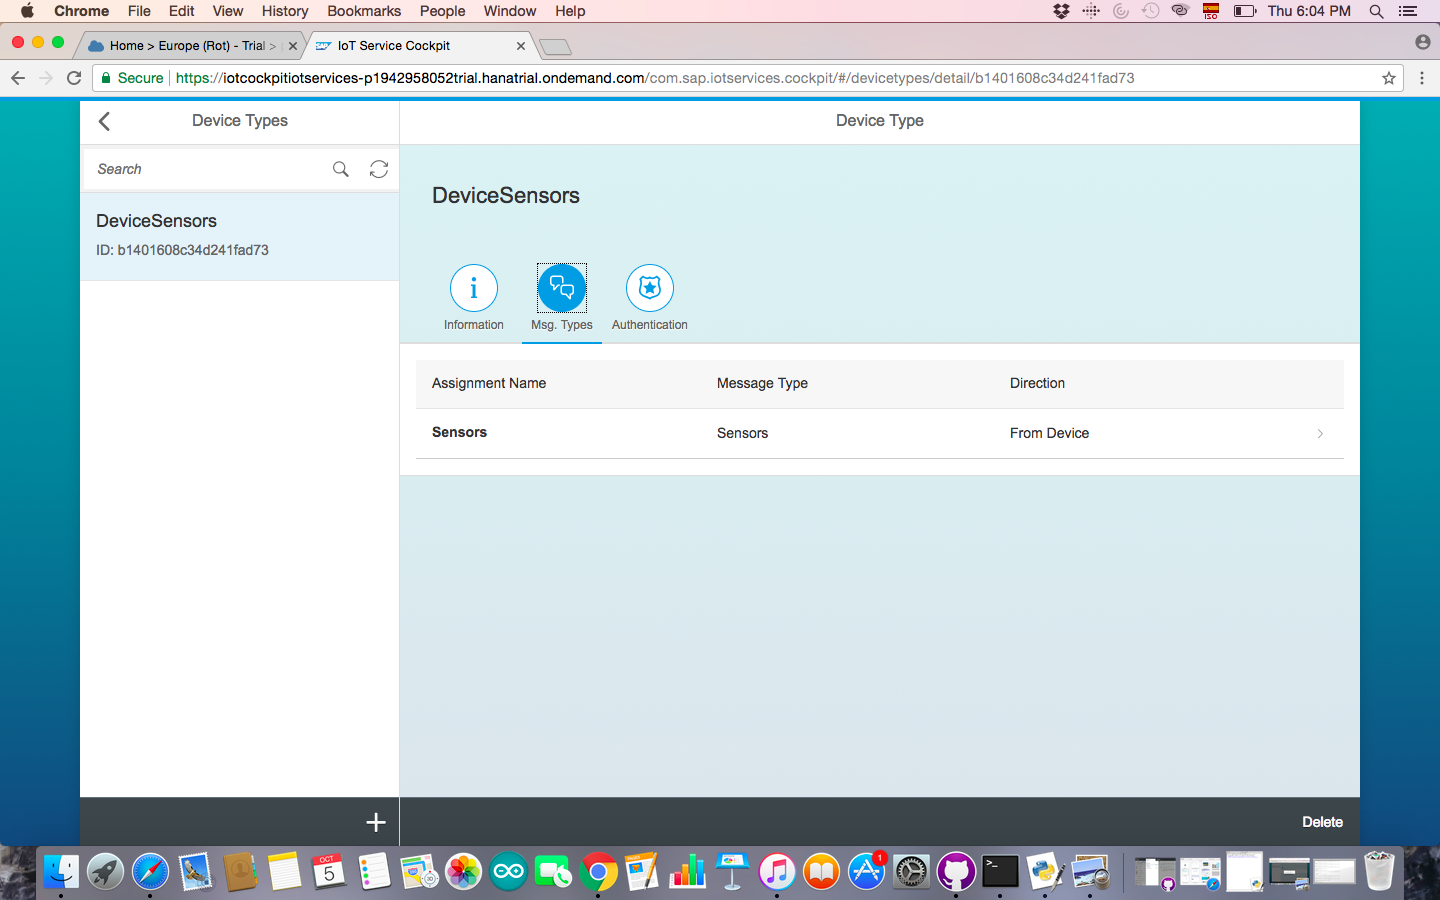 Chrome File Edit View History Bookmarks People Window Help
ISO
Thu 6:04 PM
Home > Europe (Rot) - Trial >
SAP IoT Service Cockpit
Secure https://iotcockpitiotservices-p1942958052trial.hanatrial.ondemand.com/com.sap.iotservices.cockpit/#/devicetypes/detail/b1401608c34d241fad73
Device Types
Device Type
Search
DeviceSensors
ID: b1401608c34d241fad73
DeviceSensors
Information Msg. Types Authentication
Assignment Name Message Type Direction
Sensors Sensors From Device
Delete
OCT
5
1
>_